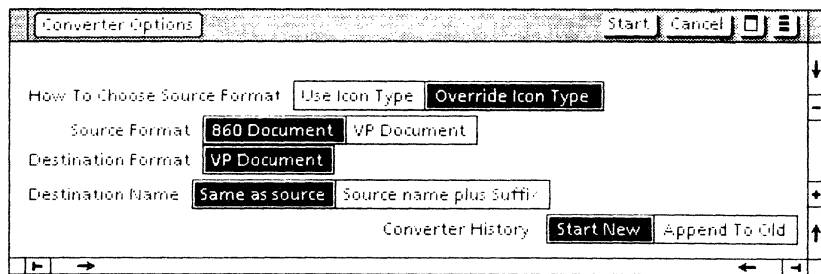 Converter Options Start Cancel
How To Choose Source Format Use Icon Type Override Icon Type
Source Format 860 Document VP Document
Destination Format VP Document
Destination Name Same as source Source name plus Suffix
Converter History Start New Append To Old